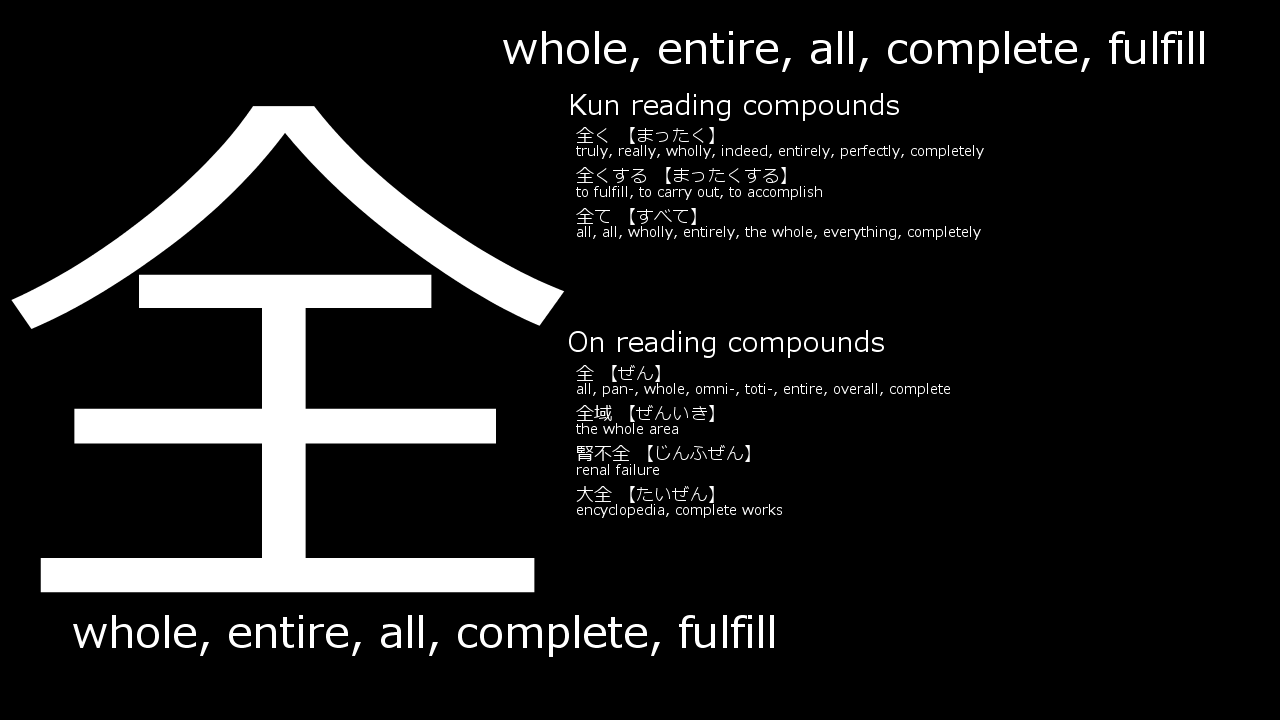 whole, entire, all, complete, fulfill
全
Kun reading compounds
全く 【まったく】
truly, really, wholly, indeed, entirely, perfectly, completely
全くする 【まったくする】
to fulfill, to carry out, to accomplish
全て 【すべて】
all, all, wholly, entirely, the whole, everything, completely
On reading compounds
全 【ぜん】
all, pan-, whole, omni-, toti-, entire, overall, complete
全域 【ぜんいき】
the whole area
腎不全 【じんふぜん】
renal failure
大全 【たいぜん】
encyclopedia, complete works
whole, entire, all, complete, fulfill